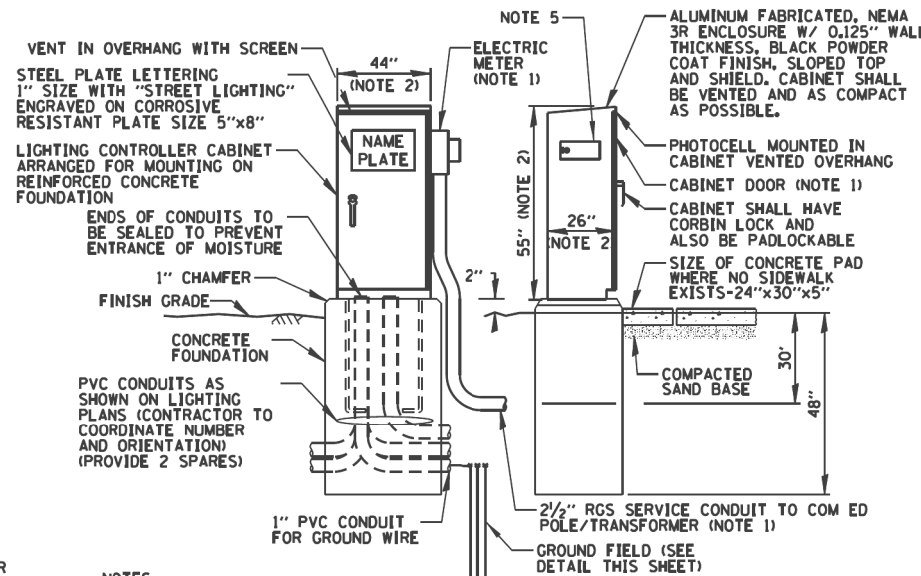 NOTE 5
VENT IN OVERHANG WITH SCREEN
44"
(NOTE 2)
ELECTRIC
METER
(NOTE 1)
ALUMINUM FABRICATED, NEMA
3R ENCLOSURE W/ 0.125" WALL
THICKNESS, BLACK POWDER
COAT FINISH, SLOPED TOP
AND SHIELD. CABINET SHALL
BE VENTED AND AS COMPACT
AS POSSIBLE.
STEEL PLATE LETTERING
1" SIZE WITH "STREET LIGHTING"
ENGRAVED ON CORROSIVE
RESISTANT PLATE SIZE 5"x8"
NAME
PLATE
LIGHTING CONTROLLER CABINET
ARRANGED FOR MOUNTING ON
REINFORCED CONCRETE
FOUNDATION
PHOTOCELL MOUNTED IN
CABINET VENTED OVERHANG
CABINET DOOR (NOTE 1)
55" (NOTE 2)
26"
(NOTE 2
CABINET SHALL HAVE
CORBIN LOCK AND
ALSO BE PADLOCKABLE
ENDS OF CONDUITS TO
BE SEALED TO PREVENT
ENTRANCE OF MOISTURE
1" CHAMFER
2"
SIZE OF CONCRETE PAD
WHERE NO SIDEWALK
EXISTS-24"x30"x5"
FINISH GRADE
CONCRETE
FOUNDATION
COMPACTED
SAND BASE
30'
48"
PVC CONDUITS AS
SHOWN ON LIGHTING
PLANS (CONTRACTOR TO
COORDINATE NUMBER
AND ORIENTATION)
(PROVIDE 2 SPARES)
1" PVC CONDUIT
FOR GROUND WIRE
2 1/2" RGS SERVICE CONDUIT TO COM ED
POLE/TRANSFORMER (NOTE 1)
GROUND FIELD (SEE
DETAIL THIS SHEET)
R
NOTES